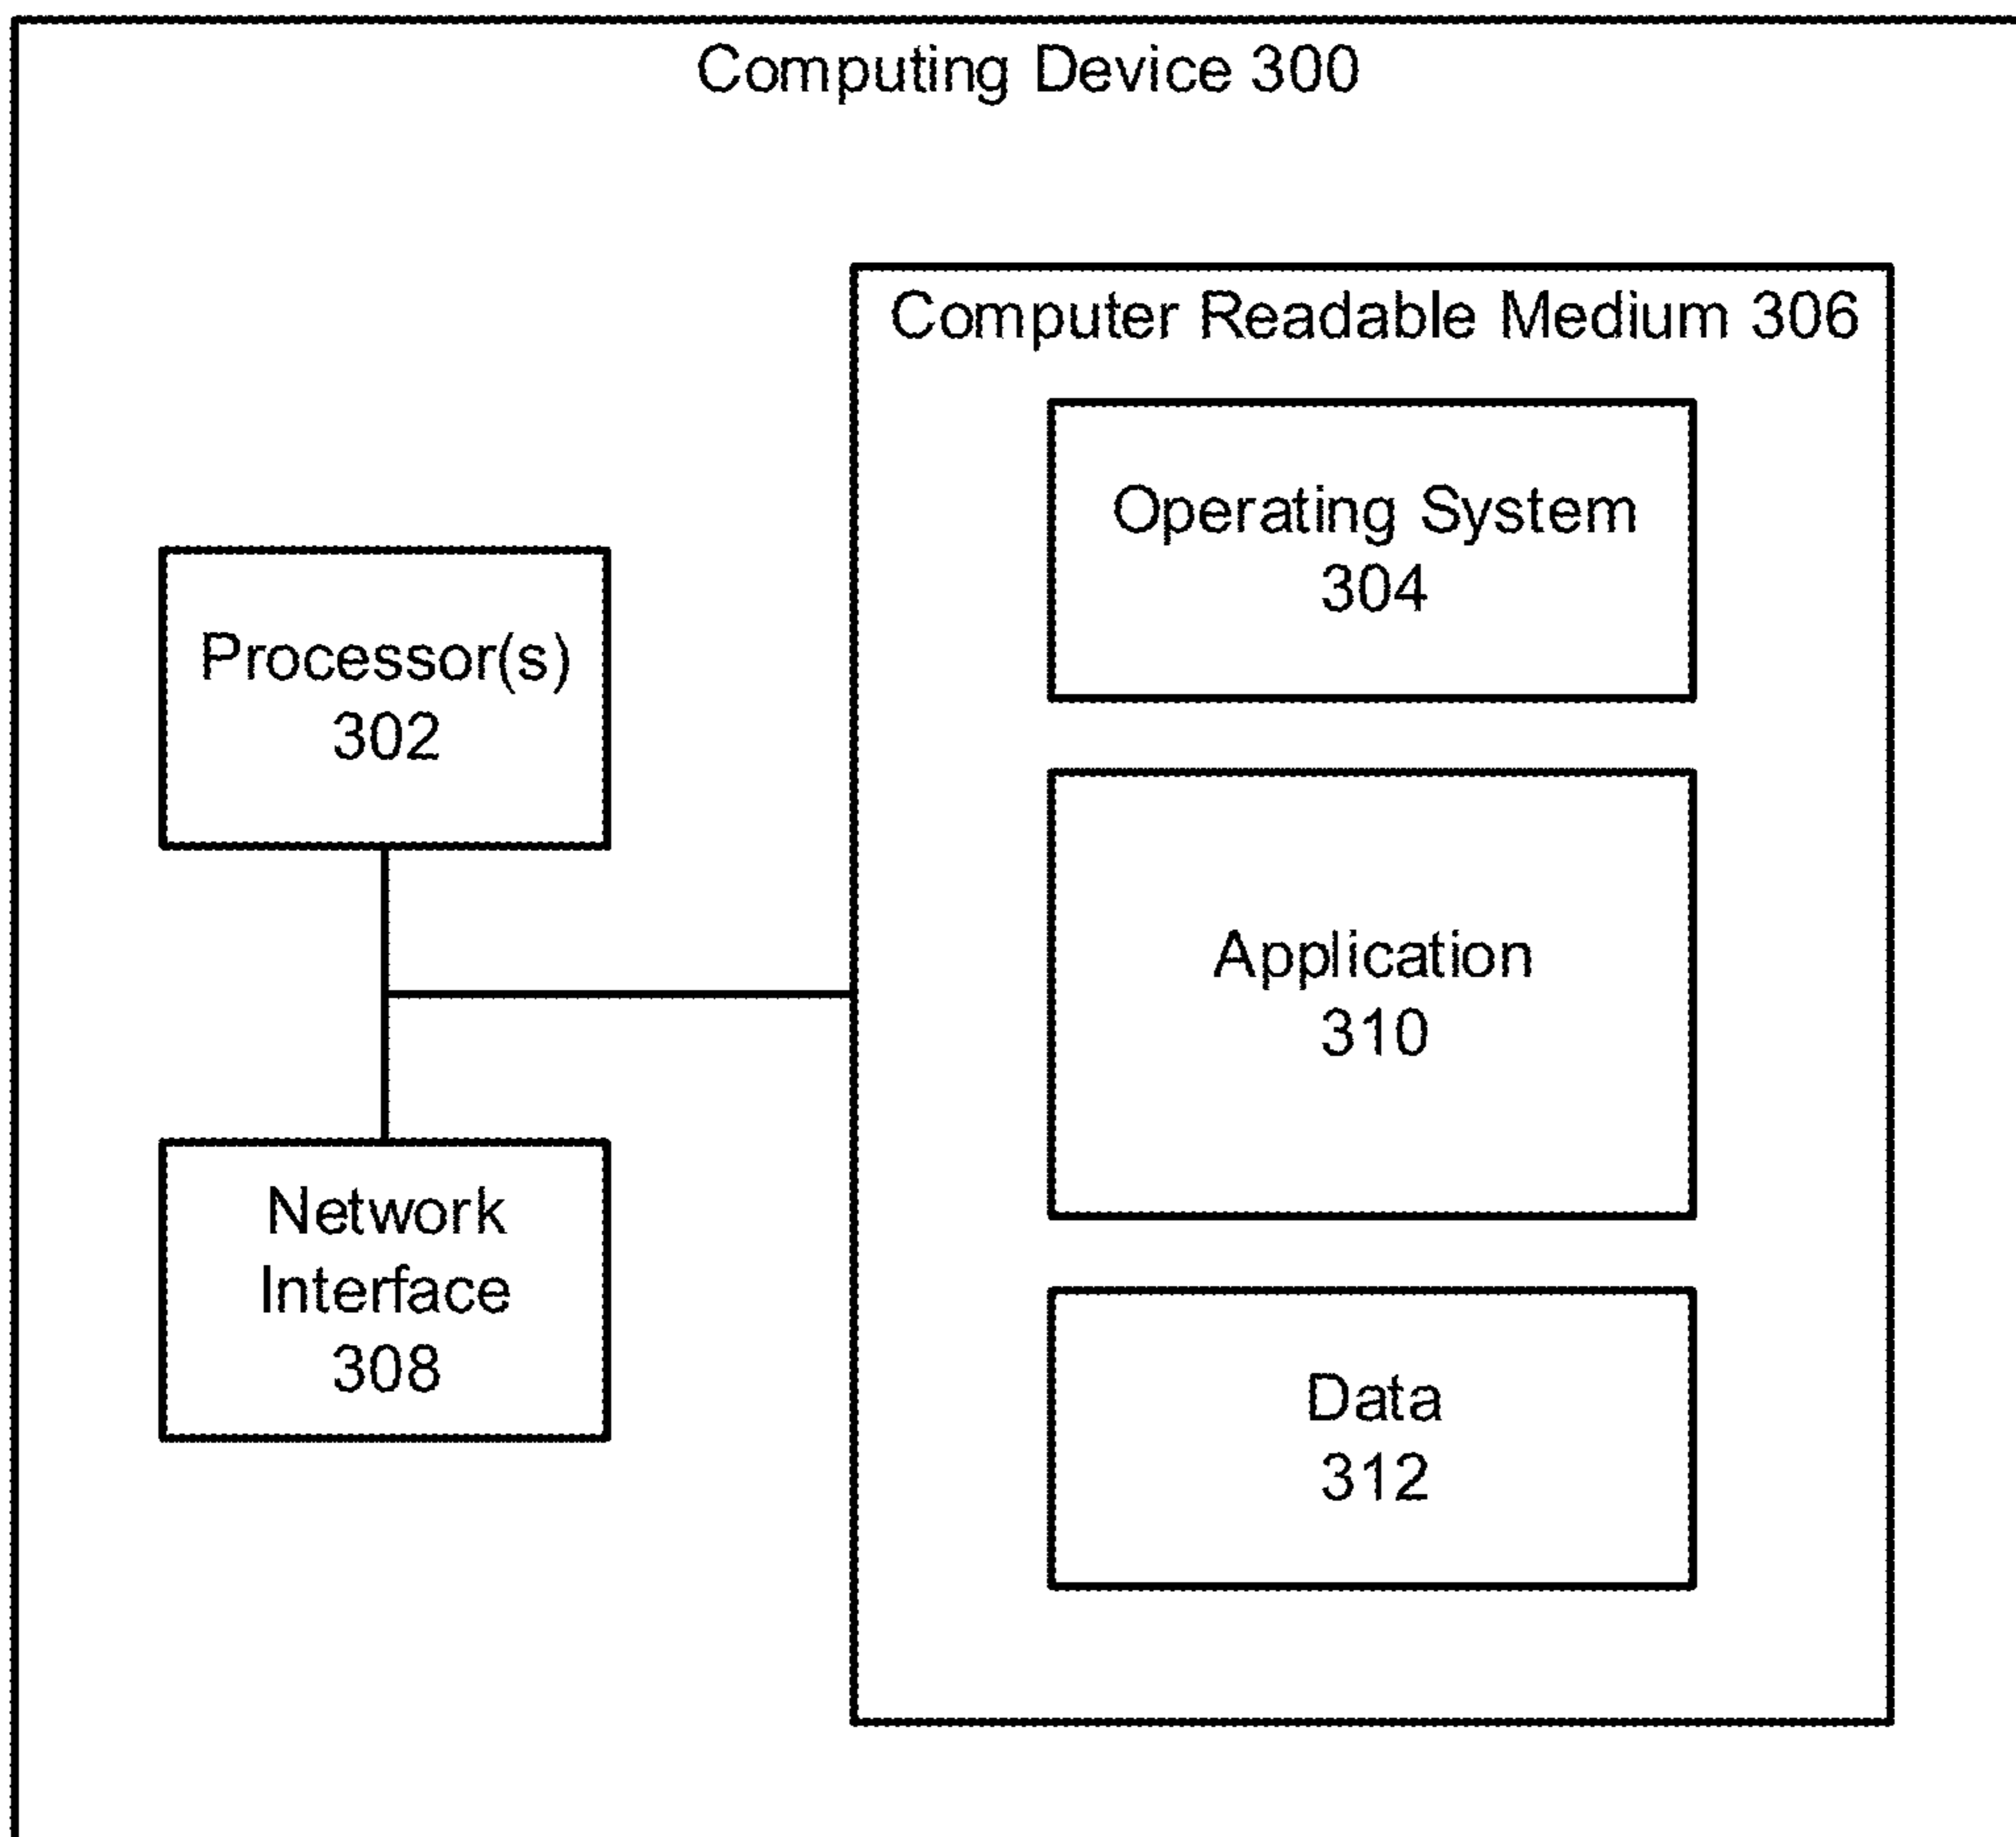 Computing Device 300
Computer Readable Medium 306
Operating System
304
Processor(s)
302
Application
310
Network
Interface
308
Data
312